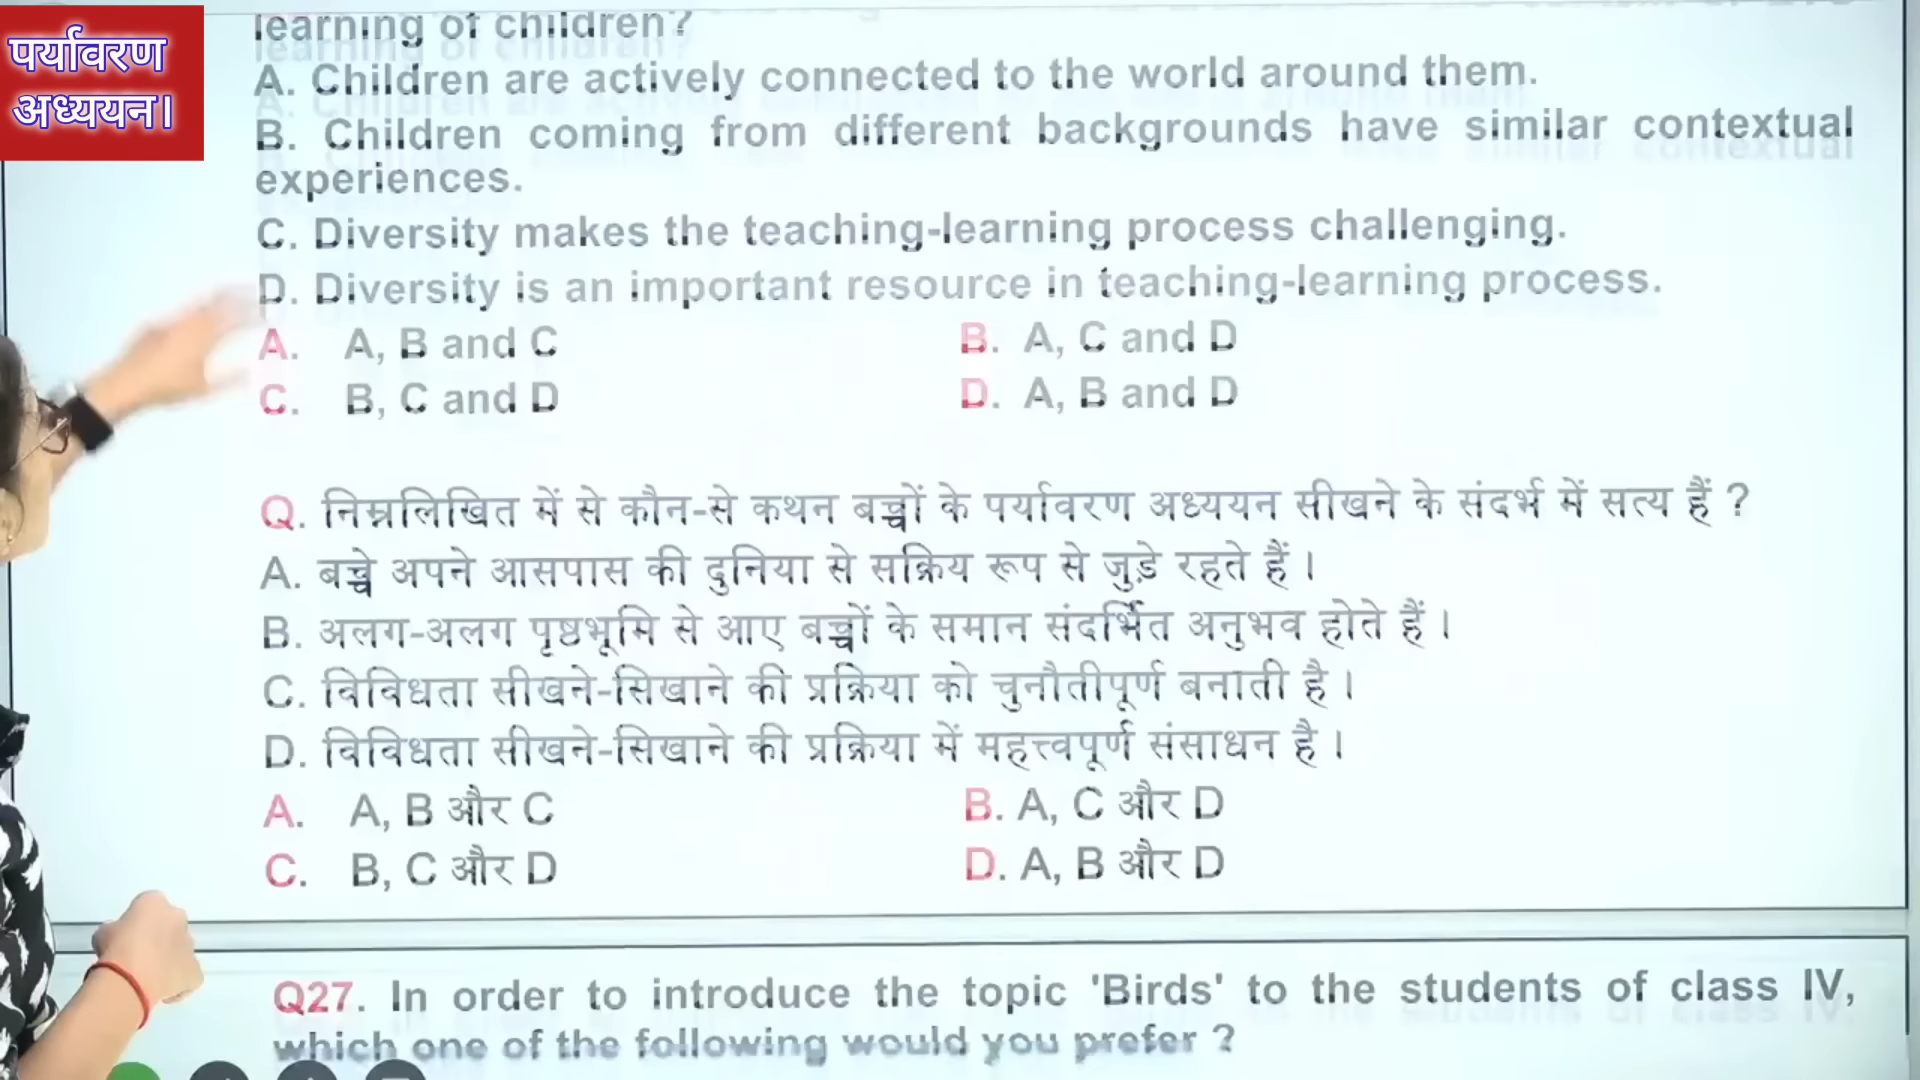 पर्यावरण
अध्ययन।
learning of children?
A. Children are actively connected to the world around them.
B. Children coming from different backgrounds have similar contextual
experiences.
C. Diversity makes the teaching-learning process challenging.
D. Diversity is an important resource in teaching-learning process.
A. A, B and C B. A, C and D
C. B, C and D D. A, B and D
Q. निम्नलिखित में से कौन-से कथन बच्चों के पर्यावरण अध्ययन सीखने के संदर्भ में सत्य हैं ?
A. बच्चे अपने आसपास की दुनिया से सक्रिय रूप से जुड़े रहते हैं।
B. अलग-अलग पृष्ठभूमि से आए बच्चों के समान संदर्भित अनुभव होते हैं।
C. विविधता सीखने-सिखाने की प्रक्रिया को चुनौतीपूर्ण बनाती है।
D. विविधता सीखने-सिखाने की प्रक्रिया में महत्त्वपूर्ण संसाधन है।
A. A, B और C B. A, C और D
C. B, C और D D. A, B और D
Q27. In order to introduce the topic 'Birds' to the students of class IV,
which one of the following would you prefer ?